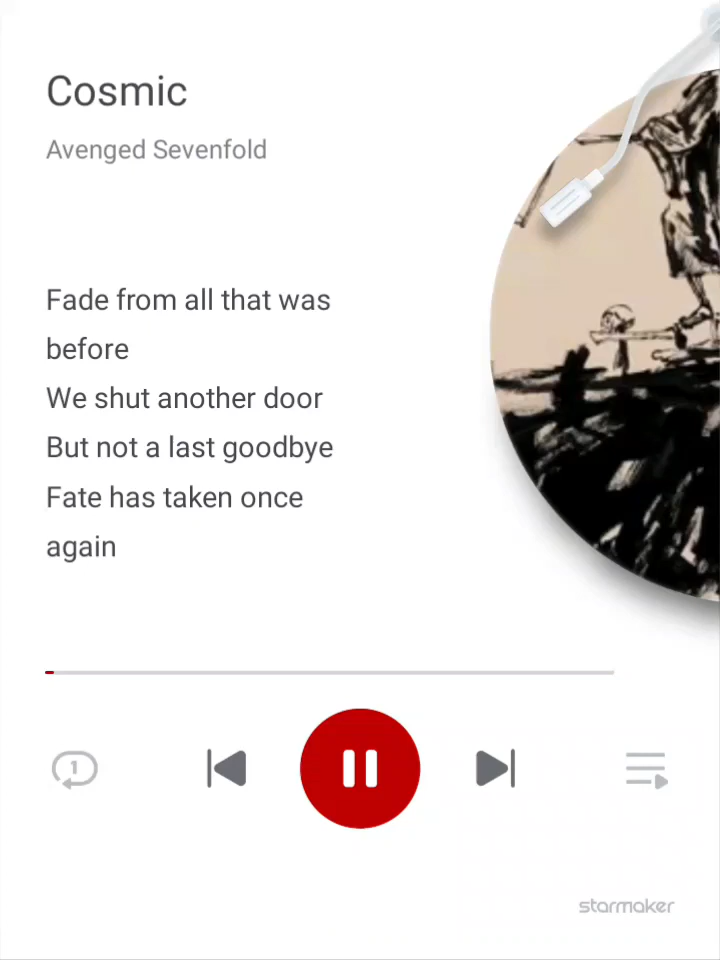 Cosmic
Avenged Sevenfold
Fade from all that was
before
We shut another door
But not a last goodbye
Fate has taken once
again
1
starmaker